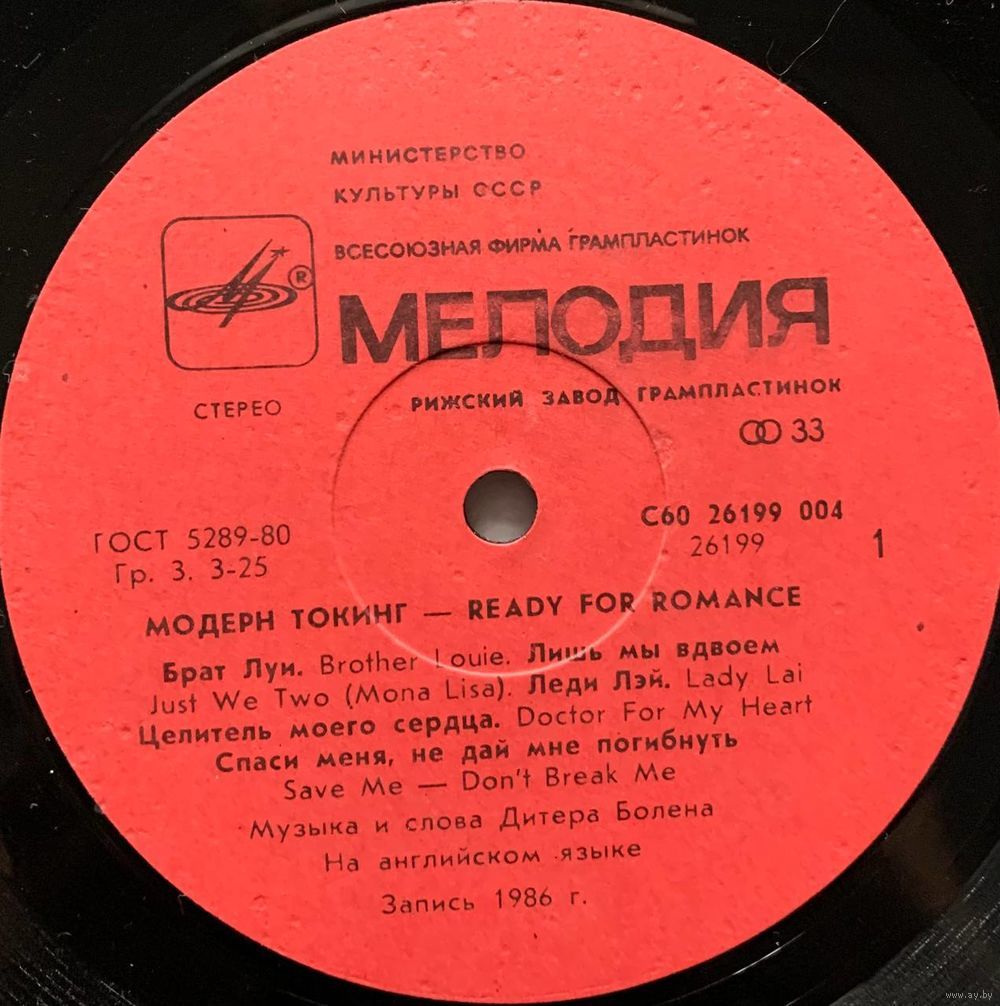 МИНИСТЕРСТВО
КУЛЬТУРЫ СССР
ВСЕСОЮЗНАЯ ФИРМА ГРАМПЛАСТИНОК
®
МЕЛОДИЯ
СТЕРЕО
РИЖСКИЙ ЗАВОД ГРАМПЛАСТИНОК
33
ГОСТ 5289-80
Гр. 3. 3-25
С60 26199 004
26199
1
МОДЕРН ТОКИНГ — READY FOR ROMANCE
Брат Луи. Brother Louie. Лишь мы вдвоем
Just We Two (Mona Lisa). Леди Лэй. Lady Lai
Целитель моего сердца. Doctor For My Heart
Спаси меня, не дай мне погибнуть
Save Me — Don't Break Me
Музыка и слова Дитера Болена
На английском языке
Запись 1986 г.
www.ay.by